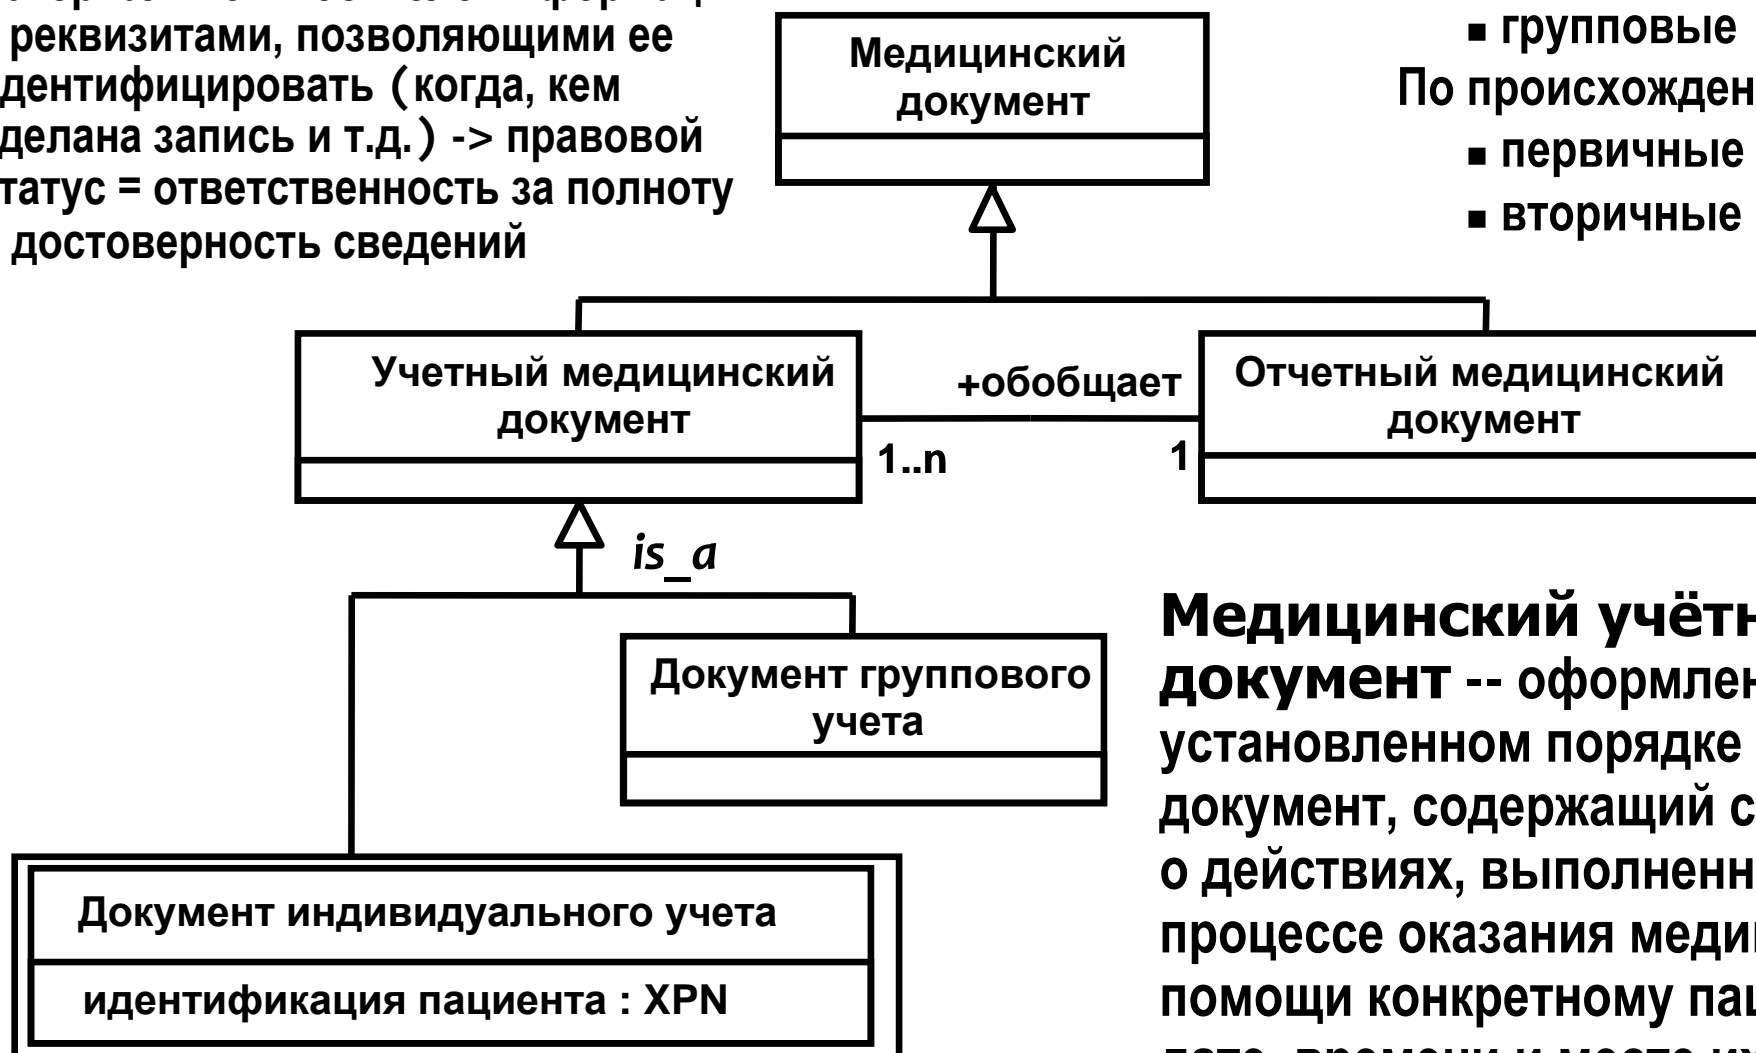 реквизитами, позволяющими ее
дентифицировать (когда, кем
делана запись и т.д.) -> правовой
татус = ответственность за полноту
достоверность сведений
Медицинский
документ
■ групповые
По происхожден
■ первичные
■ вторичные
Учетный медицинский
документ
+обобщает
1..n
1
Отчетный медицинский
документ
is_a
Документ группового
учета
Документ индивидуального учета
идентификация пациента : XPN
Медицинский учётн
документ -- оформлен
установленном порядке
документ, содержащий с
о действиях, выполненн
процессе оказания медиц
помощи конкретному пац